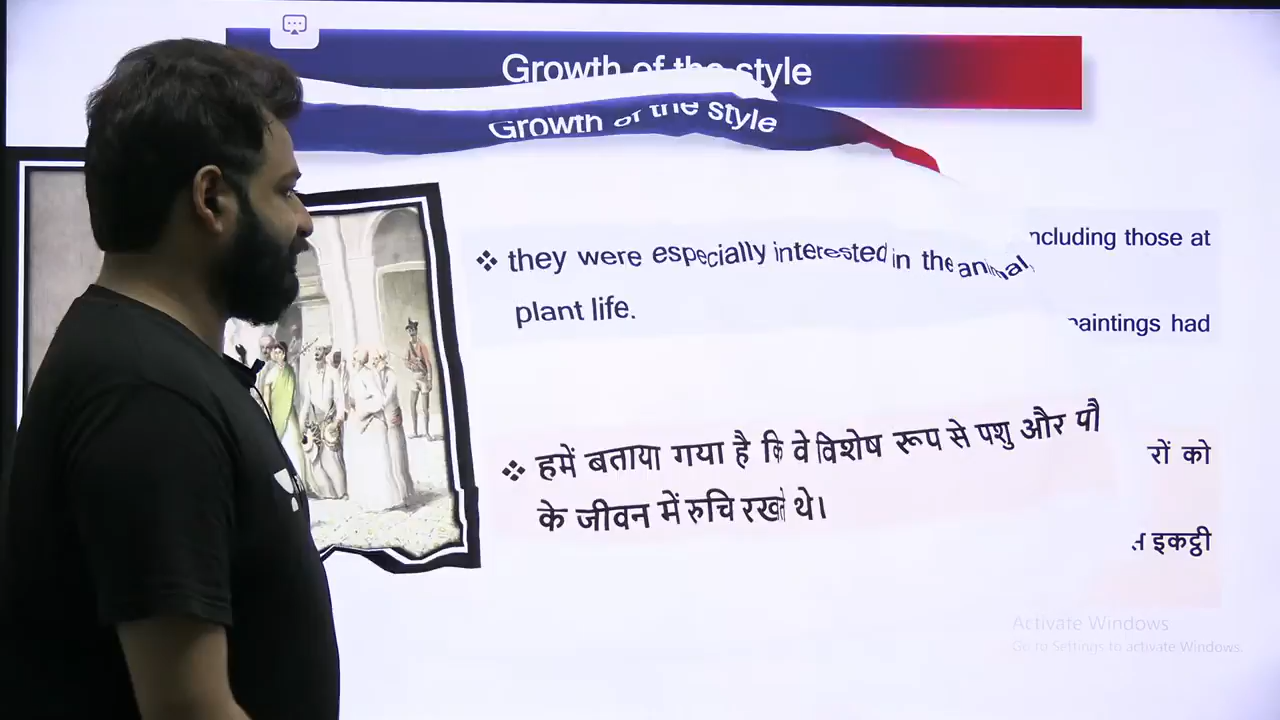 Growth of the style
Growth of the style
they were especially interested in the animal,
plant life.
including those at
paintings had
हमें बताया गया है कि वे विशेष रूप से पशु और पौ
के जीवन में रुचि रखते थे।
रों को
इकट्ठी
Activate Windows
Go to Settings to activate Windows.